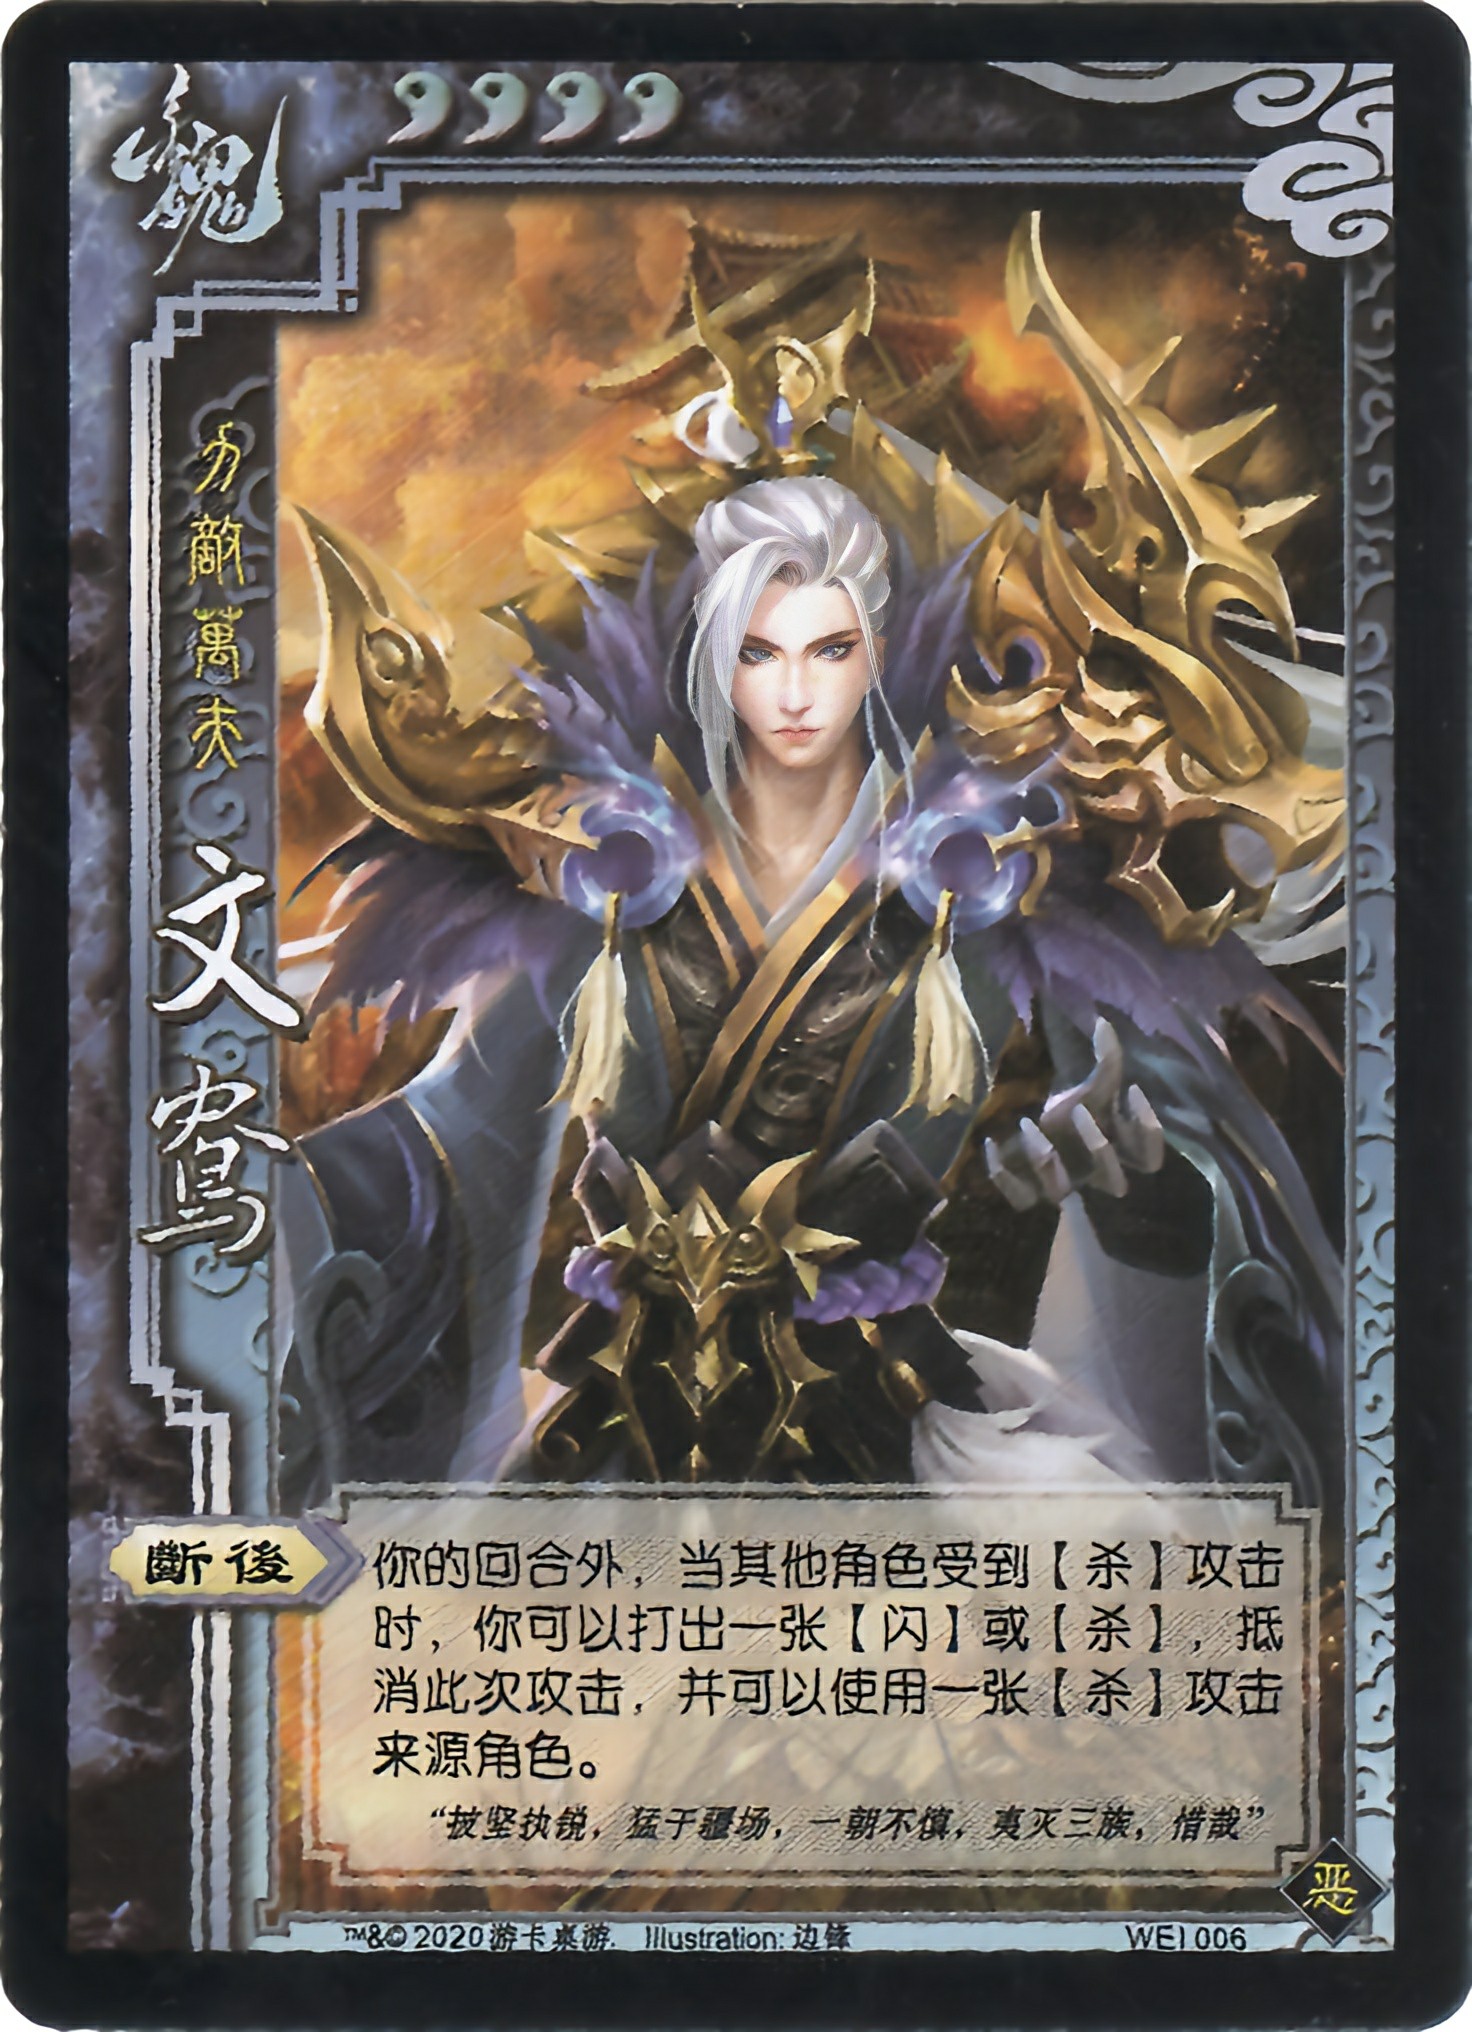 魏
力敵萬夫
文鸯
斷後
你的回合外，当其他角色受到【杀】攻击
时，你可以打出一张【闪】或【杀】，抵
消此次攻击，并可以使用一张【杀】攻击
来源角色。
“披坚执锐，猛于疆场，一朝不慎，夷灭三族，惜哉”
恶
™&© 2020游卡桌游. Illustration: 边锋
WEI 006